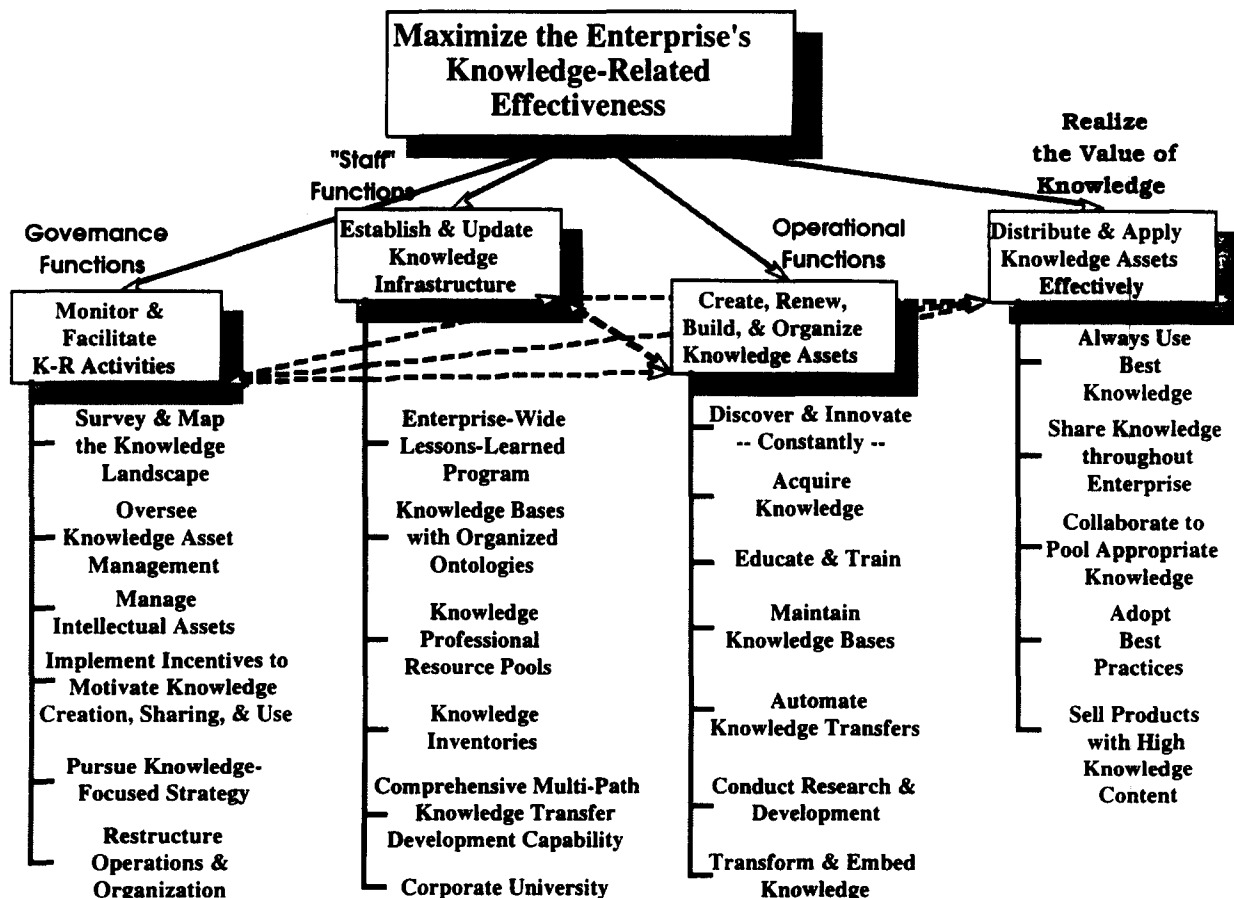 Maximize the Enterprise's
Knowledge-Related
Effectiveness
"Staff"
Functions
Governance
Functions
Operational
Functions
Realize
the Value of
Knowledge
Monitor &
Facilitate
K-R Activities
Survey & Map
the Knowledge
Landscape
Oversee
Knowledge Asset
Management
Manage
Intellectual Assets
Implement Incentives to
Motivate Knowledge
Creation, Sharing, & Use
Pursue Knowledge-
Focused Strategy
Restructure
Operations &
Organization
Establish & Update
Knowledge
Infrastructure
Enterprise-Wide
Lessons-Learned
Program
Knowledge Bases
with Organized
Ontologies
Knowledge
Professional
Resource Pools
Knowledge
Inventories
Comprehensive Multi-Path
Knowledge Transfer
Development Capability
Corporate University
Create, Renew,
Build, & Organize
Knowledge Assets
Discover & Innovate
-- Constantly --
Acquire
Knowledge
Educate & Train
Maintain
Knowledge Bases
Automate
Knowledge Transfers
Conduct Research &
Development
Transform & Embed
Knowledge
Distribute & Apply
Knowledge Assets
Effectively
Always Use
Best
Knowledge
Share Knowledge
throughout
Enterprise
Collaborate to
Pool Appropriate
Knowledge
Adopt
Best
Practices
Sell Products
with High
Knowledge
Content